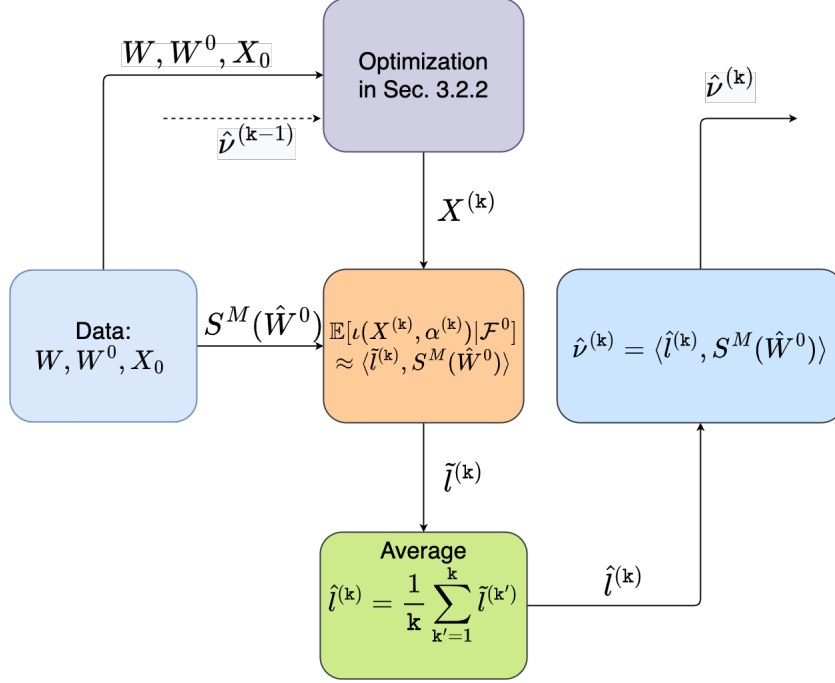 W, W^0, X_0
Optimization
in Sec. 3.2.2
ν̂^(k−1)
ν̂^(k)
X^(k)
Data:
W, W^0, X_0
S^M(Ŵ^0)
𝔼[ι(X^(k), α^(k))|ℱ^0]
≈ ⟨l̃^(k), S^M(Ŵ^0)⟩
ν̂^(k) = ⟨l̂^(k), S^M(Ŵ^0)⟩
l̃^(k)
Average
l̂^(k) = 1/k ∑_{k′=1}^{k} l̃^(k′)
l̂^(k)